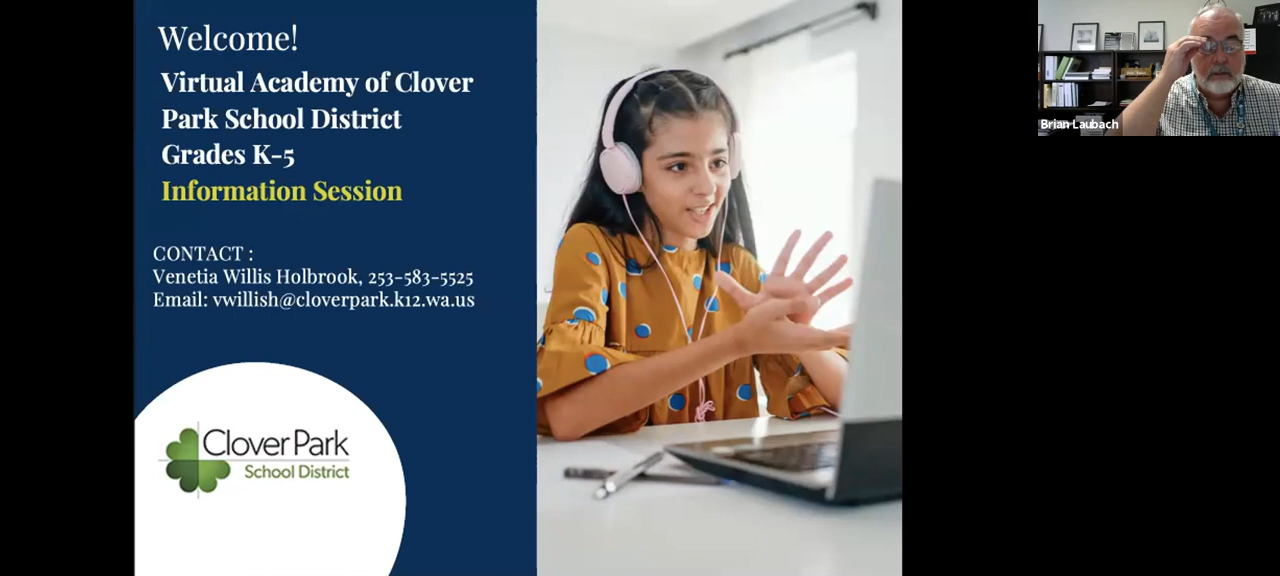 Welcome!
Virtual Academy of Clover
Park School District
Grades K-5
Information Session
CONTACT :
Venetia Willis Holbrook, 253-583-5525
Email: vwillish@cloverpark.k12.wa.us
Clover Park
School District
Brian Laubach